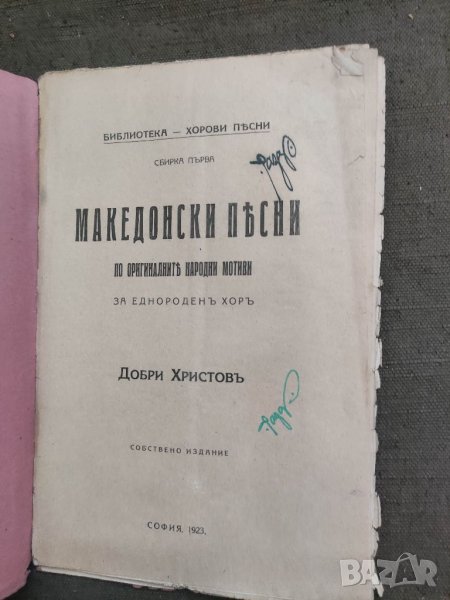 БИБЛИОТЕКА — ХОРОВИ ПѢСНИ
СБИРКА ПЪРВА
МАКЕДОНСКИ ПѢСНИ
ПО ОРИГИНАЛНИТѢ НАРОДНИ МОТИВИ
ЗА ЕДНОРОДЕНЪ ХОРЪ
ДОБРИ ХРИСТОВЪ
СОБСТВЕНО ИЗДАНИЕ
СОФИЯ, 1923.
BAZAR